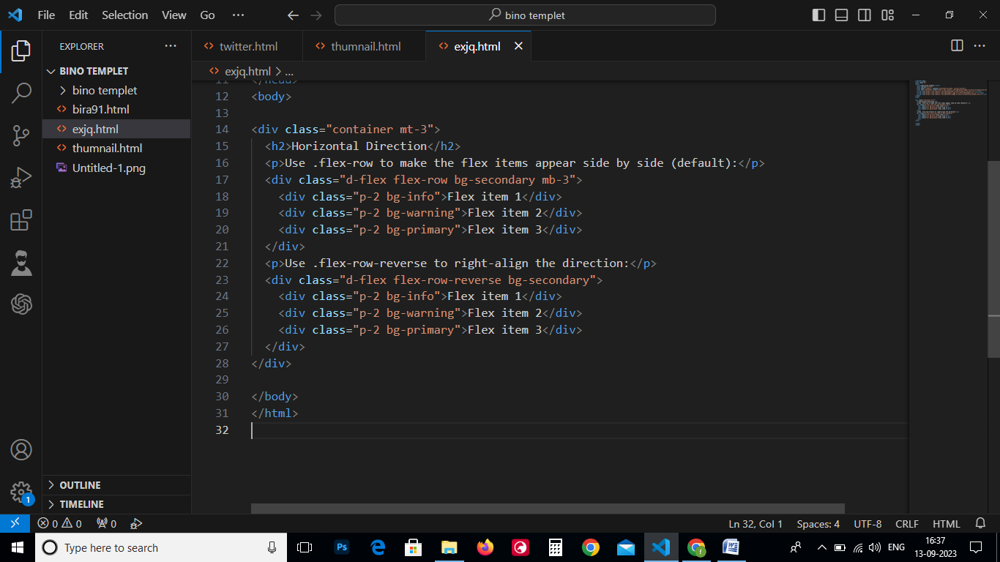 File Edit Selection View Go ··· bino templet
EXPLORER ···
BINO TEMPLET
bino templet
bira91.html
exjq.html
thumnail.html
Untitled-1.png
OUTLINE
TIMELINE
twitter.html thumnail.html exjq.html
exjq.html > ...
11 </head>
12 <body>
13
14 <div class="container mt-3">
15   <h2>Horizontal Direction</h2>
16   <p>Use .flex-row to make the flex items appear side by side (default):</p>
17   <div class="d-flex flex-row bg-secondary mb-3">
18     <div class="p-2 bg-info">Flex item 1</div>
19     <div class="p-2 bg-warning">Flex item 2</div>
20     <div class="p-2 bg-primary">Flex item 3</div>
21   </div>
22   <p>Use .flex-row-reverse to right-align the direction:</p>
23   <div class="d-flex flex-row-reverse bg-secondary">
24     <div class="p-2 bg-info">Flex item 1</div>
25     <div class="p-2 bg-warning">Flex item 2</div>
26     <div class="p-2 bg-primary">Flex item 3</div>
27   </div>
28 </div>
29
30 </body>
31 </html>
32
1
0 0 0 Ln 32, Col 1 Spaces: 4 UTF-8 CRLF HTML
Type here to search Ps ENG 16:37
13-09-2023